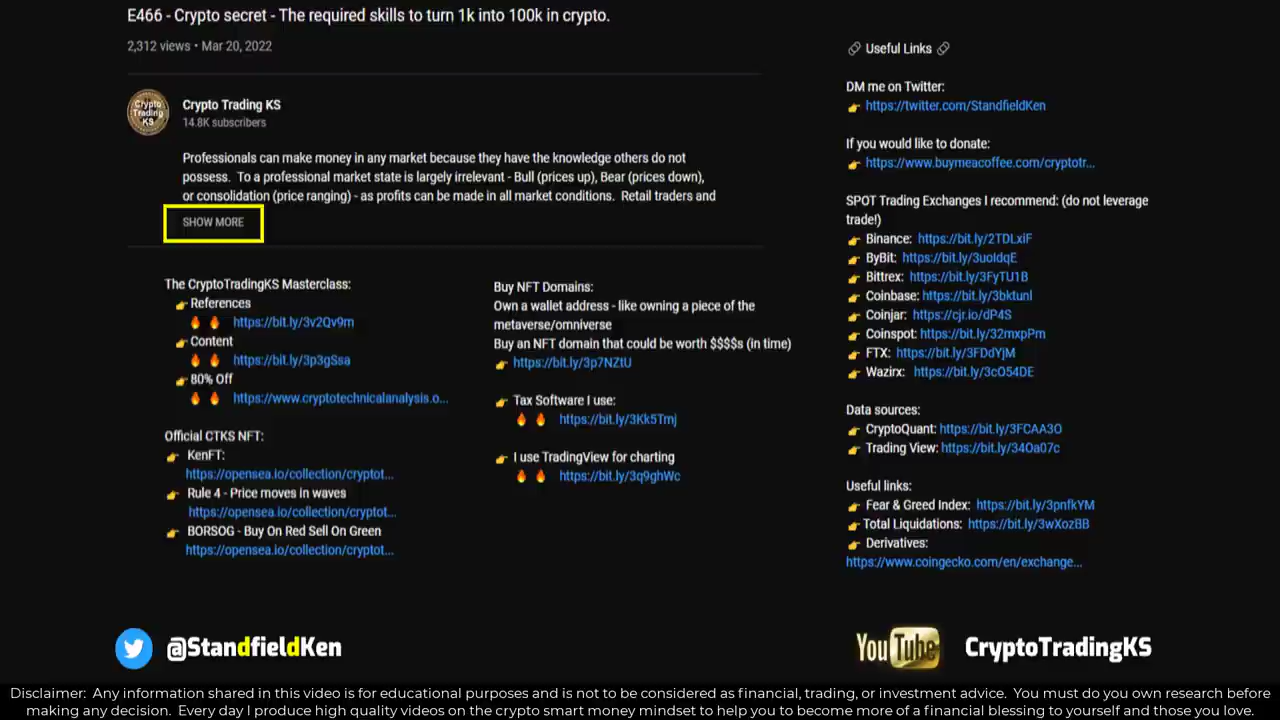 E466 - Crypto secret - The required skills to turn 1k into 100k in crypto.
2,312 views • Mar 20, 2022
Crypto Trading KS
Crypto Trading KS
14.8K subscribers
Professionals can make money in any market because they have the knowledge others do not
possess. To a professional market state is largely irrelevant - Bull (prices up), Bear (prices down),
or consolidation (price ranging) - as profits can be made in all market conditions. Retail traders and
SHOW MORE
The CryptoTradingKS Masterclass:
References
https://bit.ly/3v2Qv9m
Content
https://bit.ly/3p3gSsa
80% Off
https://www.cryptotechnicalanalysis.o...
Official CTKS NFT:
KenFT:
https://opensea.io/collection/cryptot...
Rule 4 - Price moves in waves
https://opensea.io/collection/cryptot...
BORSOG - Buy On Red Sell On Green
https://opensea.io/collection/cryptot...
Buy NFT Domains:
Own a wallet address - like owning a piece of the
metaverse/omniverse
Buy an NFT domain that could be worth $$$$s (in time)
https://bit.ly/3p7NZtU
Tax Software I use:
https://bit.ly/3Kk5Tmj
I use TradingView for charting
https://bit.ly/3q9ghWc
Useful Links
DM me on Twitter:
https://twitter.com/StandfieldKen
If you would like to donate:
https://www.buymeacoffee.com/cryptotr...
SPOT Trading Exchanges I recommend: (do not leverage
trade!)
Binance: https://bit.ly/2TDLxiF
ByBit: https://bit.ly/3uoIdqE
Bittrex: https://bit.ly/3FyTU1B
Coinbase: https://bit.ly/3bktunl
Coinjar: https://cjr.io/dP4S
Coinspot: https://bit.ly/32mxpPm
FTX: https://bit.ly/3FDdYjM
Wazirx: https://bit.ly/3cO54DE
Data sources:
CryptoQuant: https://bit.ly/3FCAA3O
Trading View: https://bit.ly/34Oa07c
Useful links:
Fear & Greed Index: https://bit.ly/3pnfkYM
Total Liquidations: https://bit.ly/3wXozBB
Derivatives:
https://www.coingecko.com/en/exchange...
@StandfieldKen
YouTube CryptoTradingKS
Disclaimer: Any information shared in this video is for educational purposes and is not to be considered as financial, trading, or investment advice. You must do you own research before
making any decision. Every day I produce high quality videos on the crypto smart money mindset to help you to become more of a financial blessing to yourself and those you love.